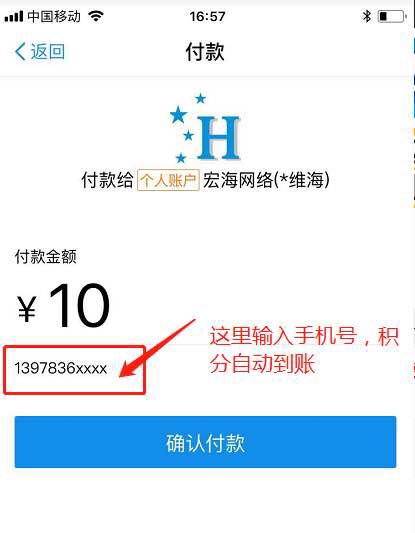 中国移动
16:57
返回
付款
H
付款给 个人账户 宏海网络(*维海)
付款金额
¥ 10
这里输入手机号，积
分自动到账
1397836xxxx
确认付款